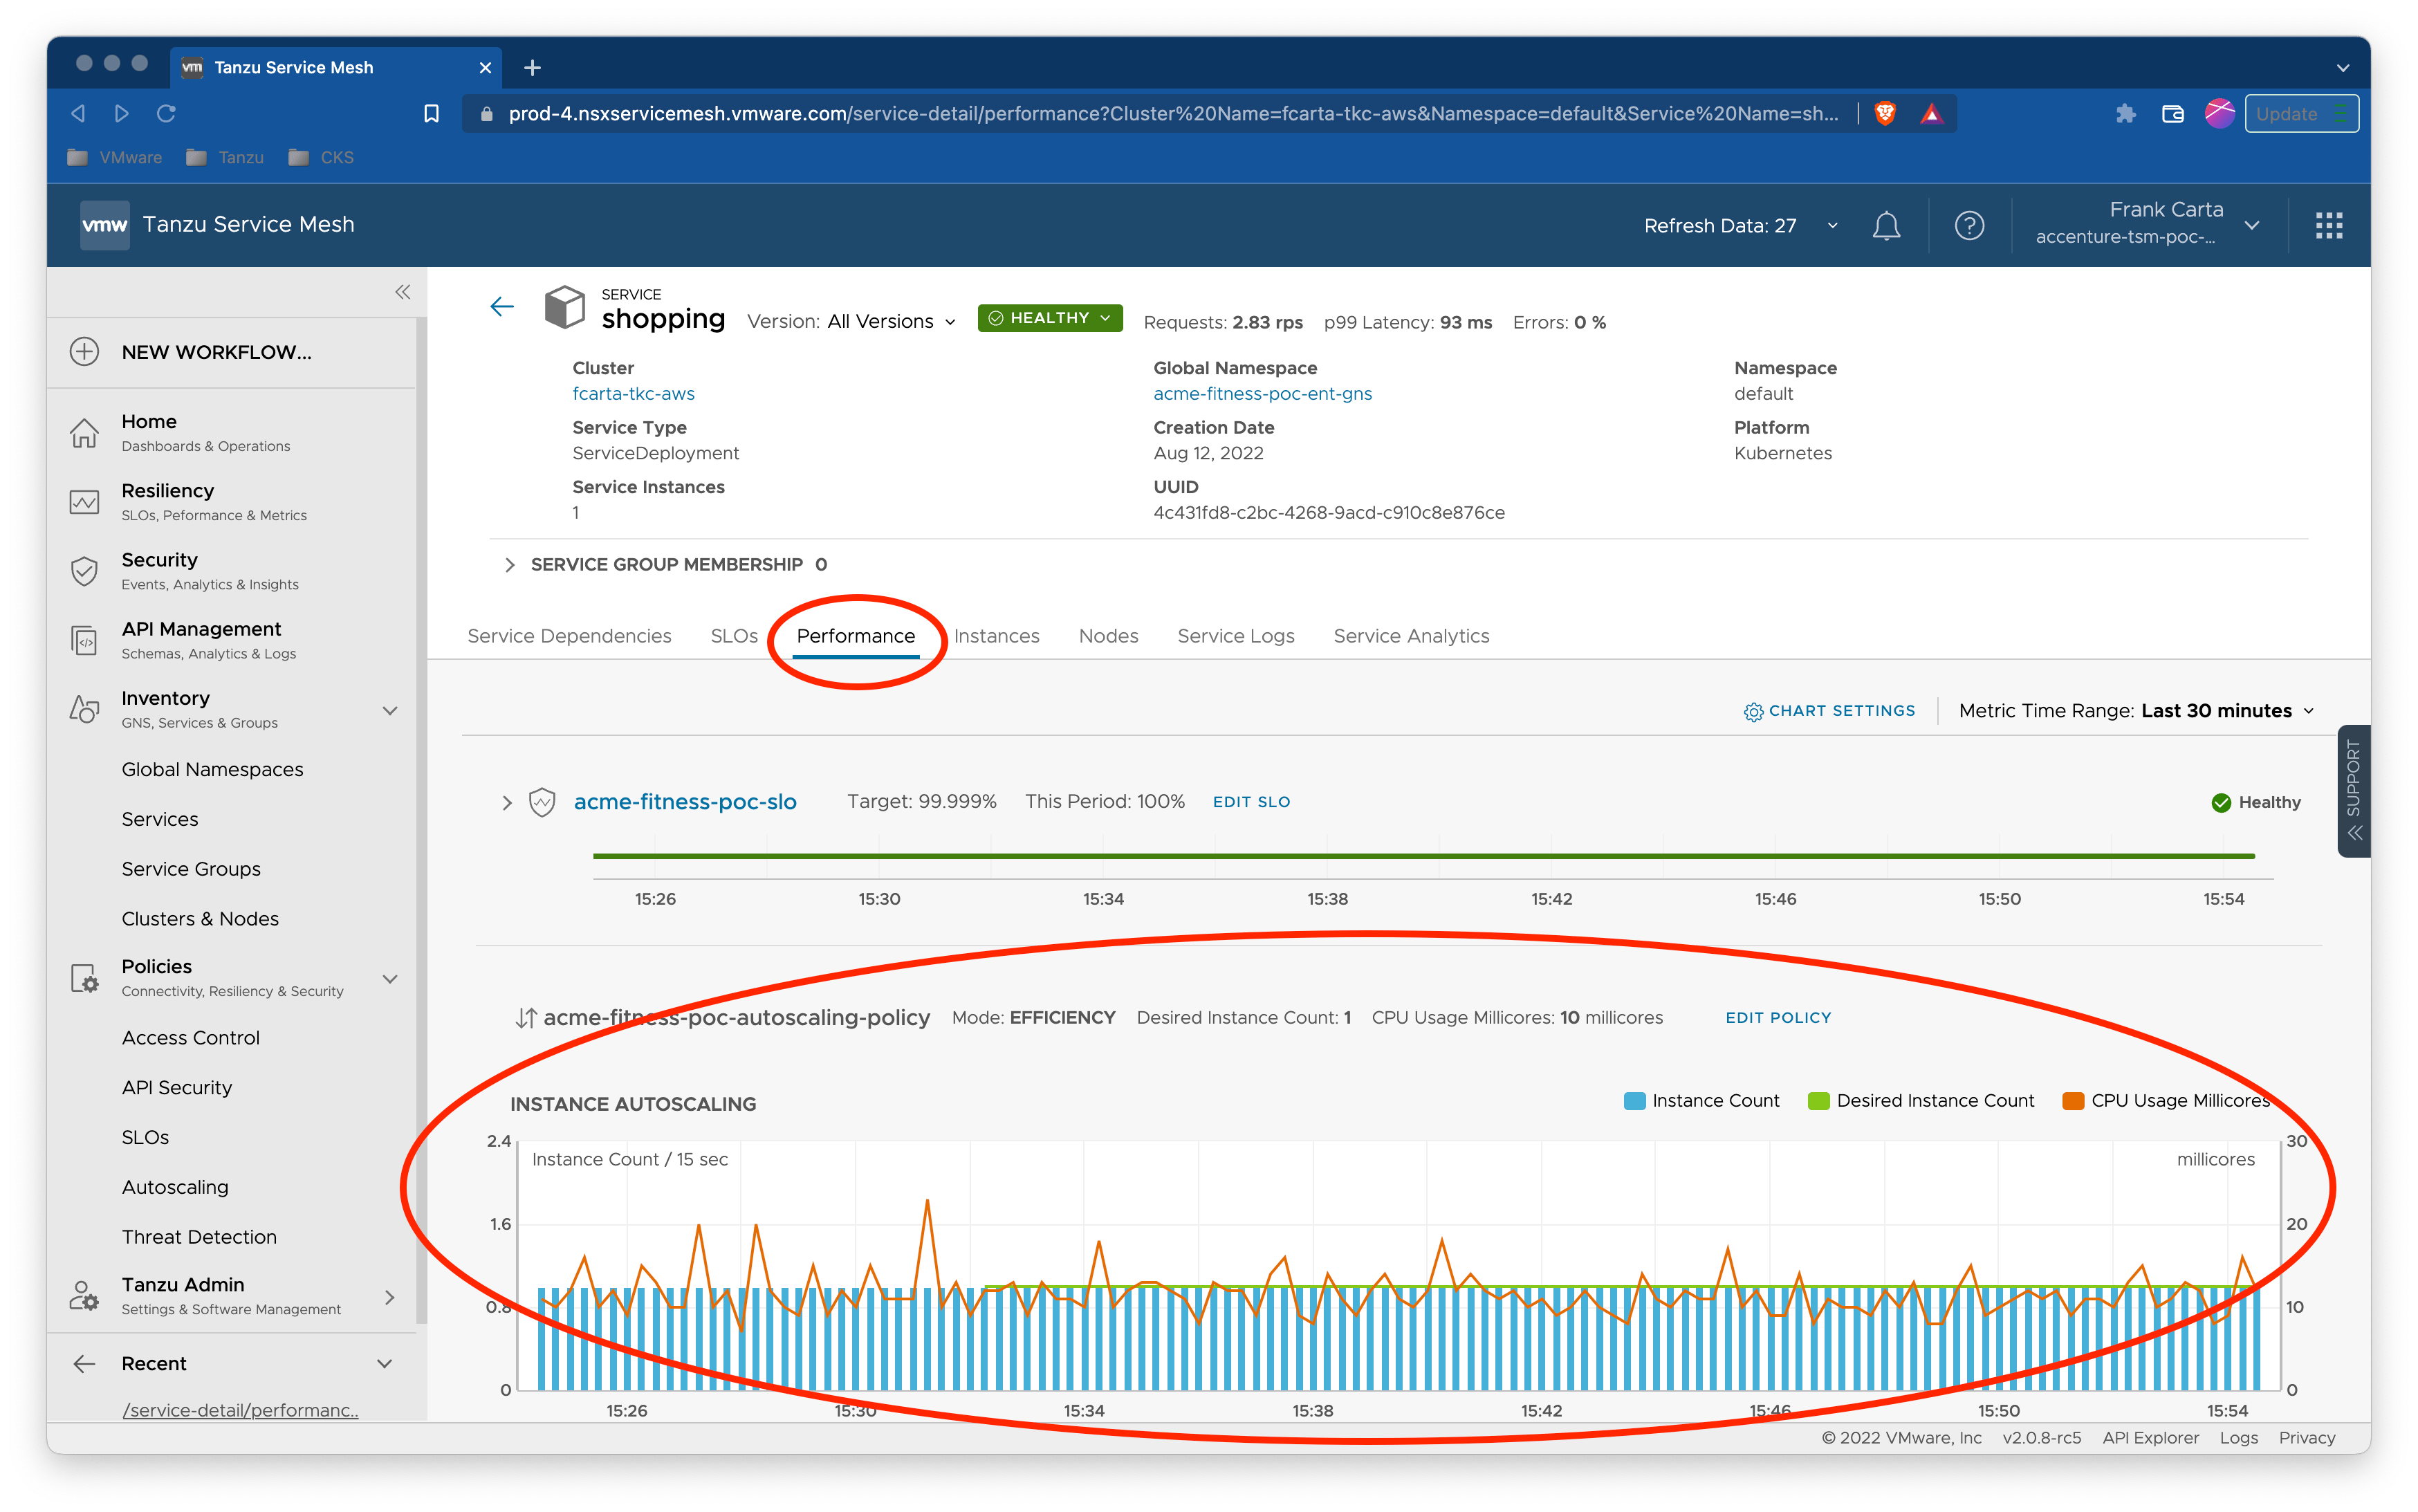 Tanzu Service Mesh
prod-4.nsxservicemesh.vmware.com/service-detail/performance?Cluster%20Name=fcarta-tkc-aws&Namespace=default&Service%20Name=sh...
Update
VMware
Tanzu
CKS
vmw
Tanzu Service Mesh
Refresh Data: 27
Frank Carta
accenture-tsm-poc-...
NEW WORKFLOW...
Home
Dashboards & Operations
Resiliency
SLOs, Peformance & Metrics
Security
Events, Analytics & Insights
API Management
Schemas, Analytics & Logs
Inventory
GNS, Services & Groups
Global Namespaces
Services
Service Groups
Clusters & Nodes
Policies
Connectivity, Resiliency & Security
Access Control
API Security
SLOs
Autoscaling
Threat Detection
Tanzu Admin
Settings & Software Management
Recent
/service-detail/performanc..
SERVICE
shopping
Version: All Versions
HEALTHY
Requests: 2.83 rps
p99 Latency: 93 ms
Errors: 0 %
Cluster
fcarta-tkc-aws
Global Namespace
acme-fitness-poc-ent-gns
Namespace
default
Service Type
ServiceDeployment
Creation Date
Aug 12, 2022
Platform
Kubernetes
Service Instances
1
UUID
4c431fd8-c2bc-4268-9acd-c910c8e876ce
SERVICE GROUP MEMBERSHIP 0
Service Dependencies
SLOs
Performance
Instances
Nodes
Service Logs
Service Analytics
CHART SETTINGS
Metric Time Range: Last 30 minutes
SUPPORT
acme-fitness-poc-slo
Target: 99.999%
This Period: 100%
EDIT SLO
Healthy
15:26 15:30 15:34 15:38 15:42 15:46 15:50 15:54
acme-fitness-poc-autoscaling-policy
Mode: EFFICIENCY
Desired Instance Count: 1
CPU Usage Millicores: 10 millicores
EDIT POLICY
INSTANCE AUTOSCALING
Instance Count
Desired Instance Count
CPU Usage Millicores
2.4
1.6
0.8
0
Instance Count / 15 sec
millicores
30
20
10
0
15:26 15:30 15:34 15:38 15:42 15:46 15:50 15:54
© 2022 VMware, Inc
v2.0.8-rc5
API Explorer
Logs
Privacy